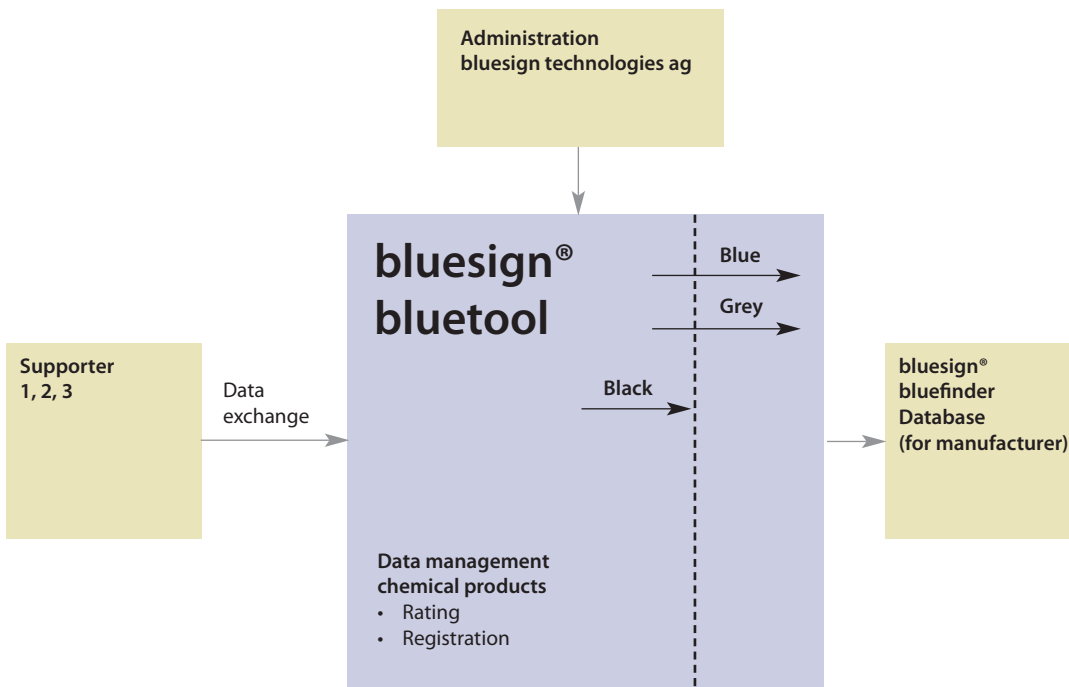 Administration
bluesign technologies ag
bluesign®
bluetool
Blue
Grey
Black
Supporter
1, 2, 3
Data
exchange
bluesign®
bluefinder
Database
(for manufacturer)
Data management
chemical products
• Rating
• Registration